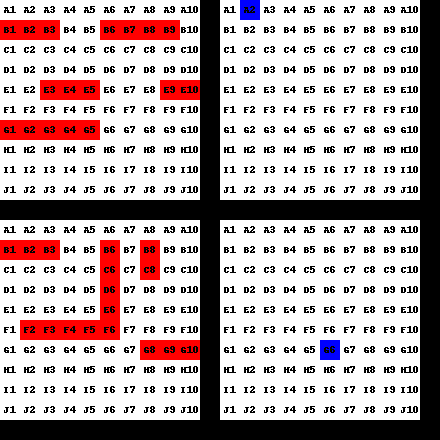 A1 A2 A3 A4 A5 A6 A7 A8 A9 A10 A1 A2 A3 A4 A5 A6 A7 A8 A9 A10
B1 B2 B3 B4 B5 B6 B7 B8 B9 B10 B1 B2 B3 B4 B5 B6 B7 B8 B9 B10
C1 C2 C3 C4 C5 C6 C7 C8 C9 C10 C1 C2 C3 C4 C5 C6 C7 C8 C9 C10
D1 D2 D3 D4 D5 D6 D7 D8 D9 D10 D1 D2 D3 D4 D5 D6 D7 D8 D9 D10
E1 E2 E3 E4 E5 E6 E7 E8 E9 E10 E1 E2 E3 E4 E5 E6 E7 E8 E9 E10
F1 F2 F3 F4 F5 F6 F7 F8 F9 F10 F1 F2 F3 F4 F5 F6 F7 F8 F9 F10
G1 G2 G3 G4 G5 G6 G7 G8 G9 G10 G1 G2 G3 G4 G5 G6 G7 G8 G9 G10
H1 H2 H3 H4 H5 H6 H7 H8 H9 H10 H1 H2 H3 H4 H5 H6 H7 H8 H9 H10
I1 I2 I3 I4 I5 I6 I7 I8 I9 I10 I1 I2 I3 I4 I5 I6 I7 I8 I9 I10
J1 J2 J3 J4 J5 J6 J7 J8 J9 J10 J1 J2 J3 J4 J5 J6 J7 J8 J9 J10
A1 A2 A3 A4 A5 A6 A7 A8 A9 A10 A1 A2 A3 A4 A5 A6 A7 A8 A9 A10
B1 B2 B3 B4 B5 B6 B7 B8 B9 B10 B1 B2 B3 B4 B5 B6 B7 B8 B9 B10
C1 C2 C3 C4 C5 C6 C7 C8 C9 C10 C1 C2 C3 C4 C5 C6 C7 C8 C9 C10
D1 D2 D3 D4 D5 D6 D7 D8 D9 D10 D1 D2 D3 D4 D5 D6 D7 D8 D9 D10
E1 E2 E3 E4 E5 E6 E7 E8 E9 E10 E1 E2 E3 E4 E5 E6 E7 E8 E9 E10
F1 F2 F3 F4 F5 F6 F7 F8 F9 F10 F1 F2 F3 F4 F5 F6 F7 F8 F9 F10
G1 G2 G3 G4 G5 G6 G7 G8 G9 G10 G1 G2 G3 G4 G5 G6 G7 G8 G9 G10
H1 H2 H3 H4 H5 H6 H7 H8 H9 H10 H1 H2 H3 H4 H5 H6 H7 H8 H9 H10
I1 I2 I3 I4 I5 I6 I7 I8 I9 I10 I1 I2 I3 I4 I5 I6 I7 I8 I9 I10
J1 J2 J3 J4 J5 J6 J7 J8 J9 J10 J1 J2 J3 J4 J5 J6 J7 J8 J9 J10